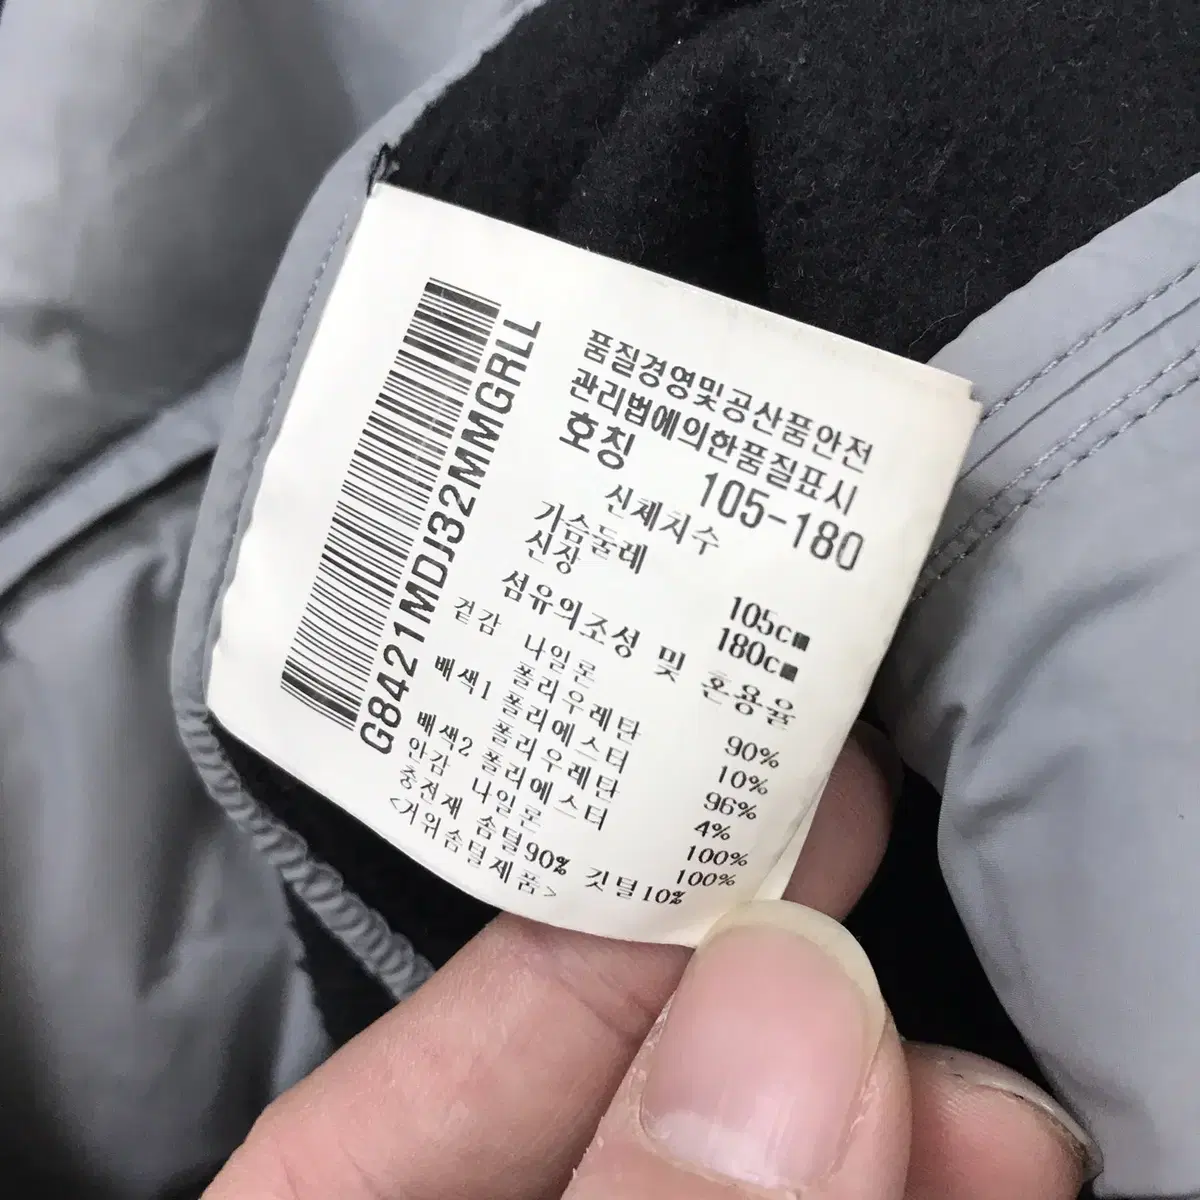 G8421MDJ32MMGRLL
품질경영및공산품안전
관리법에의한품질표시
호칭 105-180
신체치수
가슴둘레 105cm
신장 180cm
섬유의조성 및 혼용율
겉감 나일론 90%
폴리우레탄 10%
배색1 폴리에스터 96%
폴리우레탄 4%
배색2 폴리에스터 100%
안감 나일론 100%
충전재 솜털90% 깃털10%
<거위솜털제품>